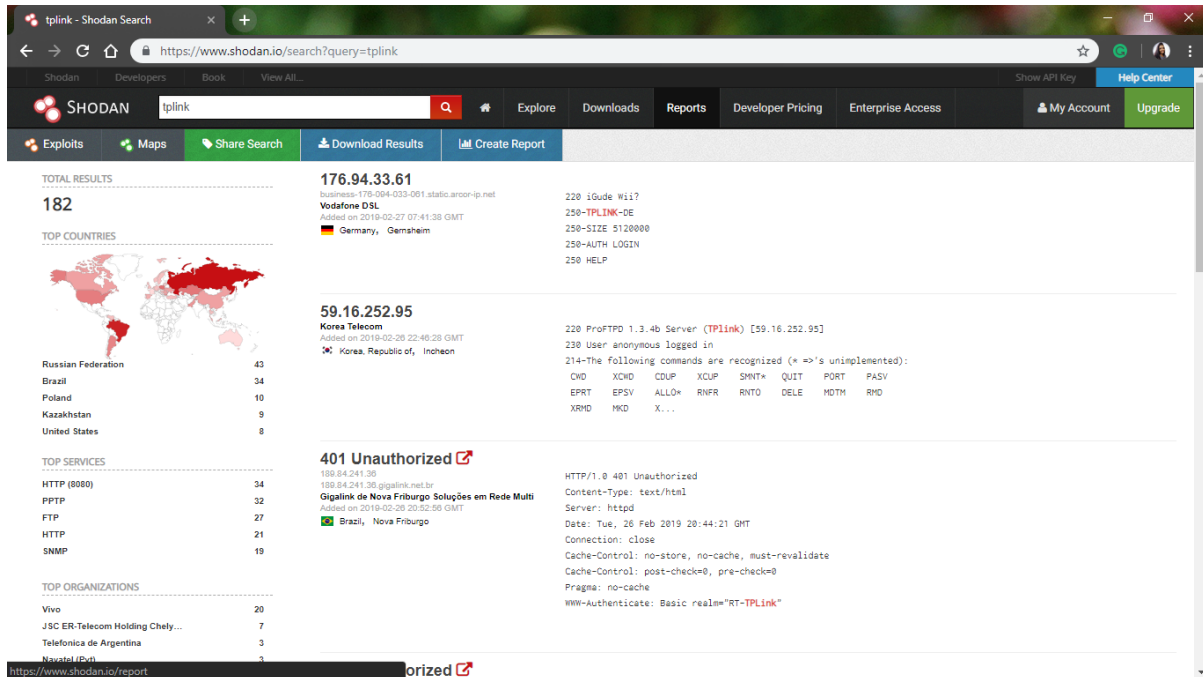 tplink - Shodan Search
https://www.shodan.io/search?query=tplink
Shodan Developers Book View All...
Show API Key Help Center
SHODAN tplink Explore Downloads Reports Developer Pricing Enterprise Access My Account Upgrade
Exploits Maps Share Search Download Results Create Report
TOTAL RESULTS
182
TOP COUNTRIES
Russian Federation 43
Brazil 34
Poland 10
Kazakhstan 9
United States 8
TOP SERVICES
HTTP (8080) 34
PPTP 32
FTP 27
HTTP 21
SNMP 19
TOP ORGANIZATIONS
Vivo 20
JSC ER-Telecom Holding Chely... 7
Telefonica de Argentina 3
Navatel (Pvt) 3
https://www.shodan.io/report
176.94.33.61
business-176-094-033-061.static.arcor-ip.net
Vodafone DSL
Added on 2019-02-27 07:41:38 GMT
Germany, Gernsheim
220 iGude Wii?
250-TPLINK-DE
250-SIZE 5120000
250-AUTH LOGIN
250 HELP
59.16.252.95
Korea Telecom
Added on 2019-02-26 22:46:28 GMT
Korea, Republic of, Incheon
220 ProFTPD 1.3.4b Server (TPlink) [59.16.252.95]
230 User anonymous logged in
214-The following commands are recognized (* =>'s unimplemented):
CWD XCWD CDUP XCUP SMNT* QUIT PORT PASV
EPRT EPSV ALLO* RNFR RNTO DELE MDTM RMD
XRMD MKD X...
401 Unauthorized
189.84.241.36
189.84.241.36.gigalink.net.br
Gigalink de Nova Friburgo Soluções em Rede Multi
Added on 2019-02-26 20:52:56 GMT
Brazil, Nova Friburgo
HTTP/1.0 401 Unauthorized
Content-Type: text/html
Server: httpd
Date: Tue, 26 Feb 2019 20:44:21 GMT
Connection: close
Cache-Control: no-store, no-cache, must-revalidate
Cache-Control: post-check=0, pre-check=0
Pragma: no-cache
WWW-Authenticate: Basic realm="RT-TPLink"
orized